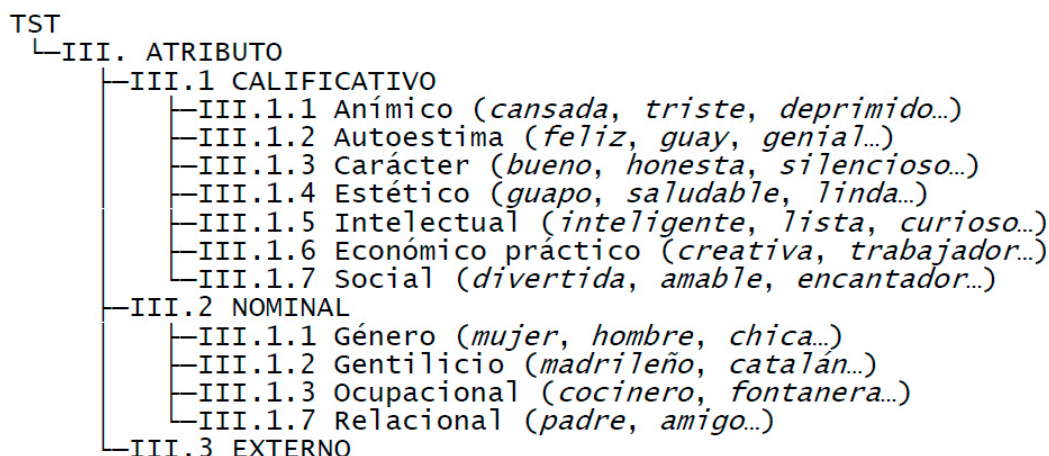 TST
└─III. ATRIBUTO
├─III.1 CALIFICATIVO
│ ├─III.1.1 Anímico (cansada, triste, deprimido…)
│ ├─III.1.2 Autoestima (feliz, guay, genial…)
│ ├─III.1.3 Carácter (bueno, honesta, silencioso…)
│ ├─III.1.4 Estético (guapo, saludable, linda…)
│ ├─III.1.5 Intelectual (inteligente, lista, curioso…)
│ ├─III.1.6 Económico práctico (creativa, trabajador…)
│ └─III.1.7 Social (divertida, amable, encantador…)
├─III.2 NOMINAL
│ ├─III.1.1 Género (mujer, hombre, chica…)
│ ├─III.1.2 Gentilicio (madrileño, catalán…)
│ ├─III.1.3 Ocupacional (cocinero, fontanera…)
│ └─III.1.7 Relacional (padre, amigo…)
└─III.3 EXTERNO